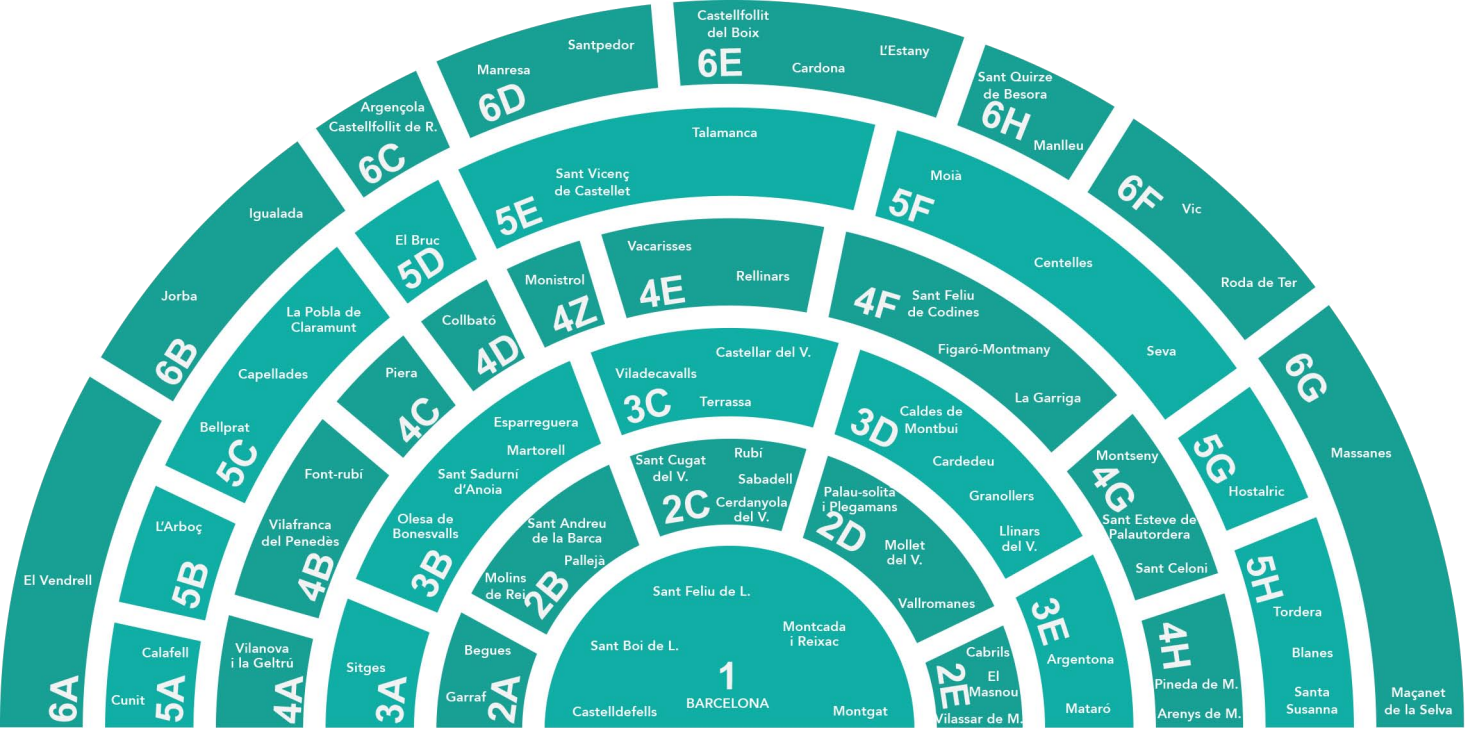 Castellfollit
del Boix
6E
Cardona
L'Estany
Santpedor
Manresa
6D
Argençola
Castellfollit de R.
6C
Sant Quirze
de Besora
6H
Manlleu
6F
Vic
Roda de Ter
Igualada
Jorba
6B
El Vendrell
6A
6G
Massanes
Maçanet
de la Selva
Talamanca
Sant Vicenç
de Castellet
5E
Moià
5F
Centelles
Seva
El Bruc
5D
La Pobla de
Claramunt
Capellades
Bellprat
5C
L'Arboç
5B
Calafell
Cunit
5A
5G
Hostalric
5H
Tordera
Blanes
Santa
Susanna
Vacarisses
4E
Rellinars
Monistrol
4Z
Collbató
4D
Piera
4C
Font-rubí
Vilafranca
del Penedès
4B
Vilanova
i la Geltrú
4A
4F
Sant Feliu
de Codines
Figaró-Montmany
La Garriga
Montseny
4G
Sant Esteve de
Palautordera
Sant Celoni
4H
Pineda de M.
Arenys de M.
Castellar del V.
Viladecavalls
3C
Terrassa
3D
Caldes de
Montbui
Cardedeu
Granollers
Llinars
del V.
Esparreguera
Martorell
Sant Sadurní
d'Anoia
Olesa de
Bonesvalls
3B
Sitges
3A
3E
Argentona
Mataró
Sant Cugat
del V.
Rubí
Sabadell
2C
Cerdanyola
del V.
Palau-solita
i Plegamans
2D
Mollet
del V.
Vallromanes
Sant Andreu
de la Barca
Pallejà
Molins
de Rei
2B
Begues
Garraf
2A
Cabrils
2E
El
Masnou
Vilassar de M.
Sant Feliu de L.
Montcada
i Reixac
Sant Boi de L.
1
BARCELONA
Castelldefells
Montgat